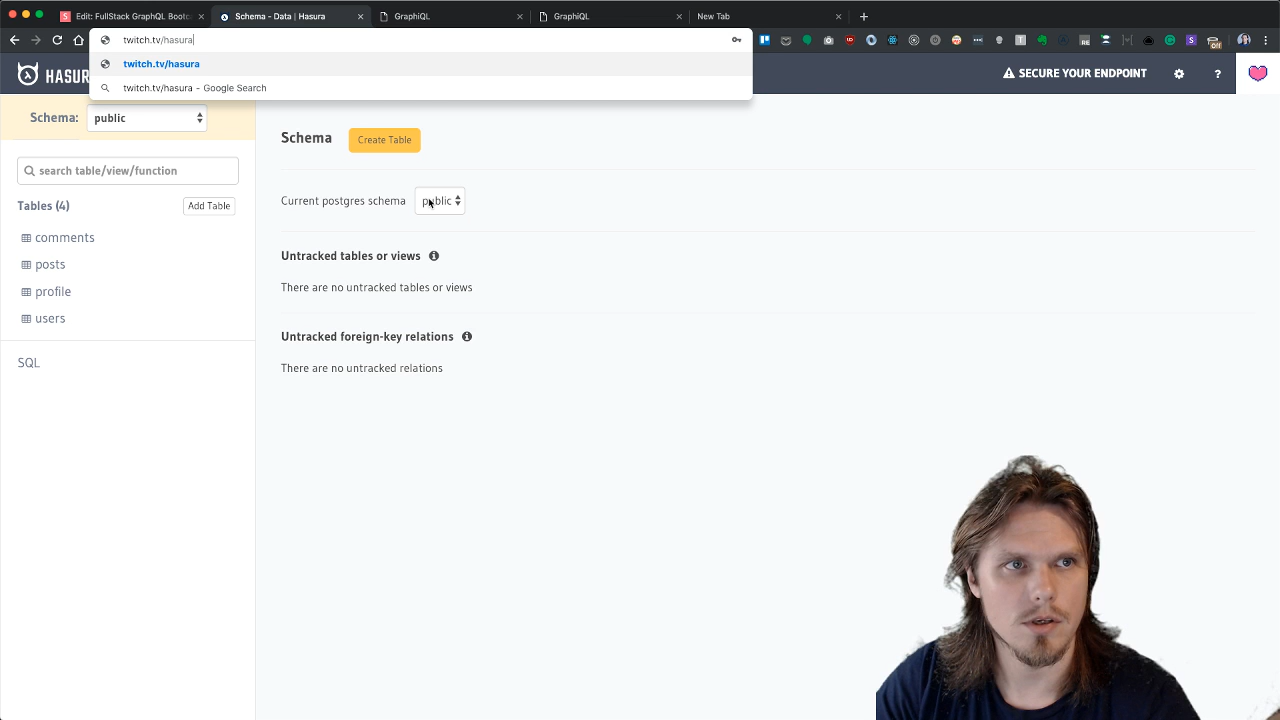 Edit: FullStack GraphQL Bootc
Schema - Data | Hasura
GraphiQL
GraphiQL
New Tab
twitch.tv/hasura
twitch.tv/hasura
twitch.tv/hasura - Google Search
HASUR
SECURE YOUR ENDPOINT
Schema:
public
Schema
Create Table
search table/view/function
Current postgres schema
public
Tables (4)
Add Table
comments
posts
profile
users
SQL
Untracked tables or views
There are no untracked tables or views
Untracked foreign-key relations
There are no untracked relations